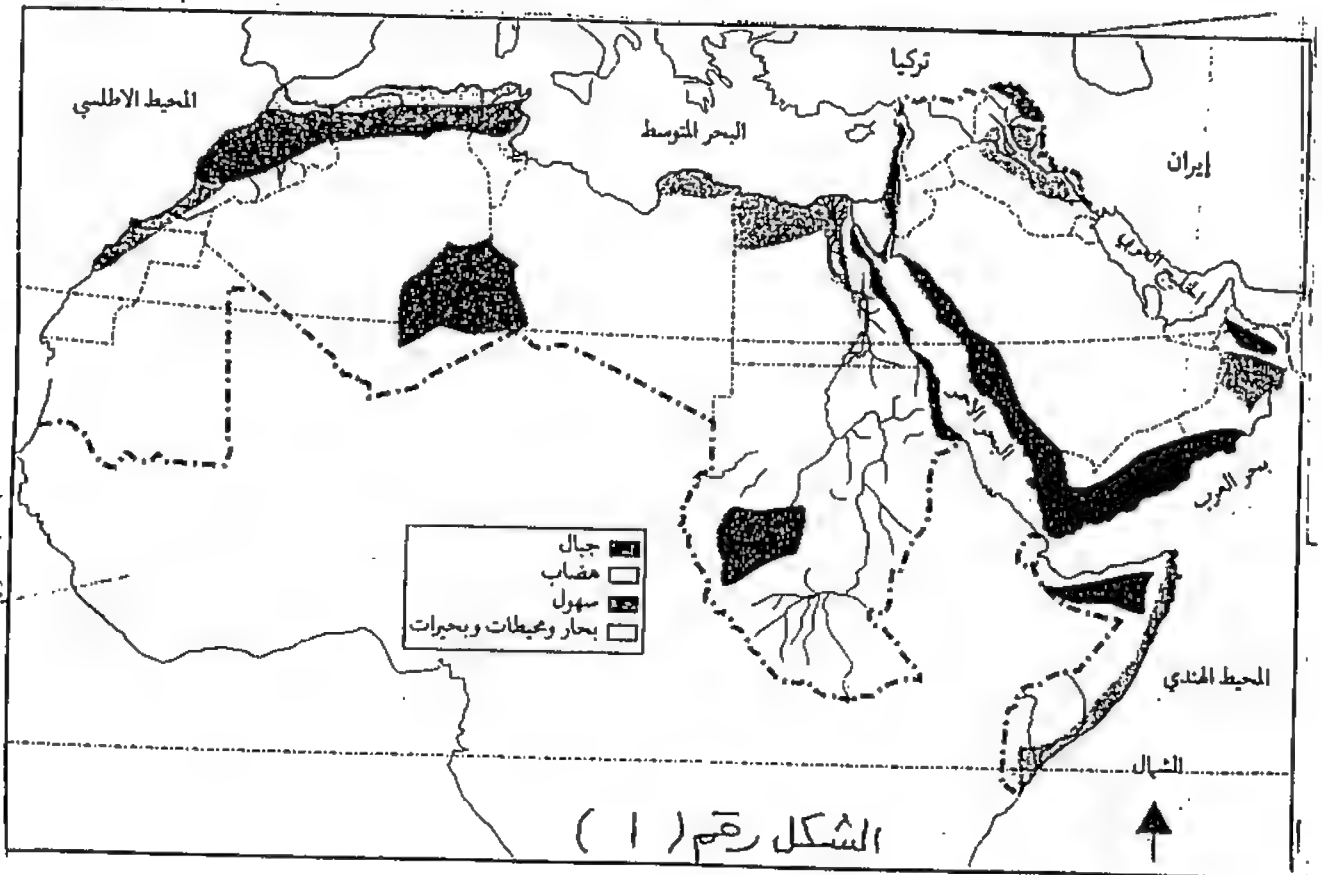 تركيا
المحيط الاطلسي
البحر المتوسط
إيران
الخليج العربي
البحر الأحمر
بحر العرب
جبال
هضاب
سهول
بحار ومحيطات وبحيرات
المحيط الهندي
الشمال
الشكل رقم ( ١ )